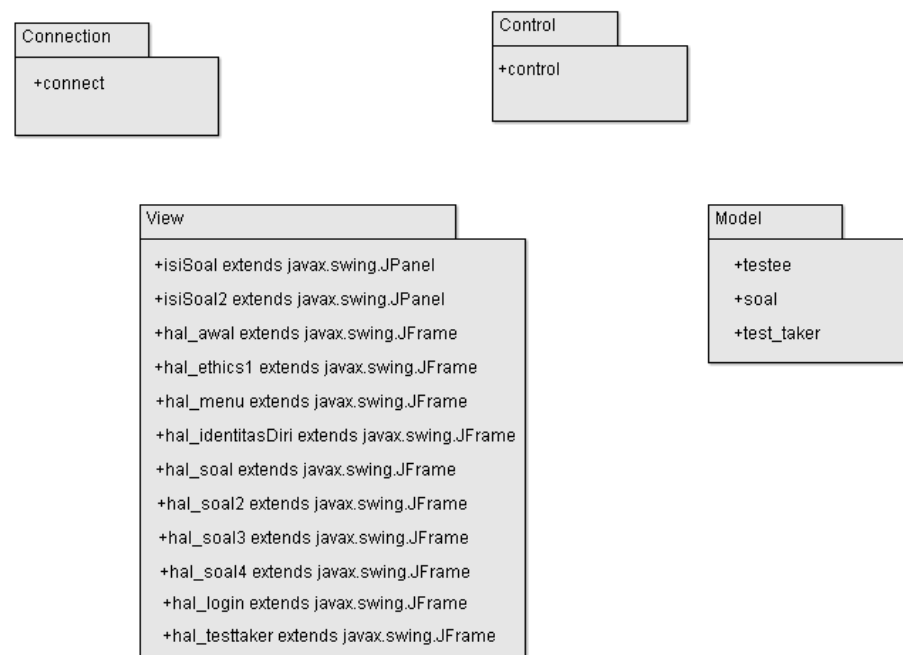 Connection
+connect
Control
+control
View
+isiSoal extends javax.swing.JPanel
+isiSoal2 extends javax.swing.JPanel
+hal_awal extends javax.swing.JFrame
+hal_ethics1 extends javax.swing.JFrame
+hal_menu extends javax.swing.JFrame
+hal_identitasDiri extends javax.swing.JFrame
+hal_soal extends javax.swing.JFrame
+hal_soal2 extends javax.swing.JFrame
+hal_soal3 extends javax.swing.JFrame
+hal_soal4 extends javax.swing.JFrame
+hal_login extends javax.swing.JFrame
+hal_testtaker extends javax.swing.JFrame
Model
+testee
+soal
+test_taker